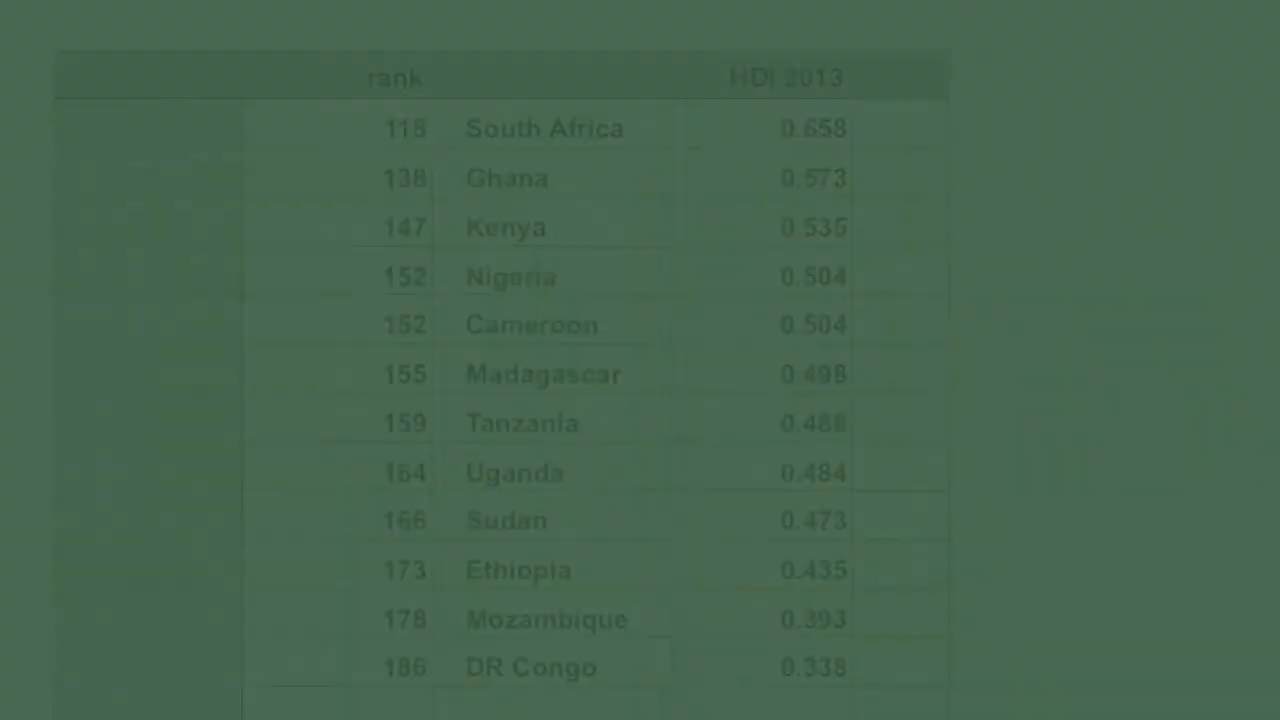 rank HDI 2013
118 South Africa 0.658
138 Ghana 0.573
147 Kenya 0.535
152 Nigeria 0.504
152 Cameroon 0.504
155 Madagascar 0.498
159 Tanzania 0.488
164 Uganda 0.484
166 Sudan 0.473
173 Ethiopia 0.435
178 Mozambique 0.393
186 DR Congo 0.338